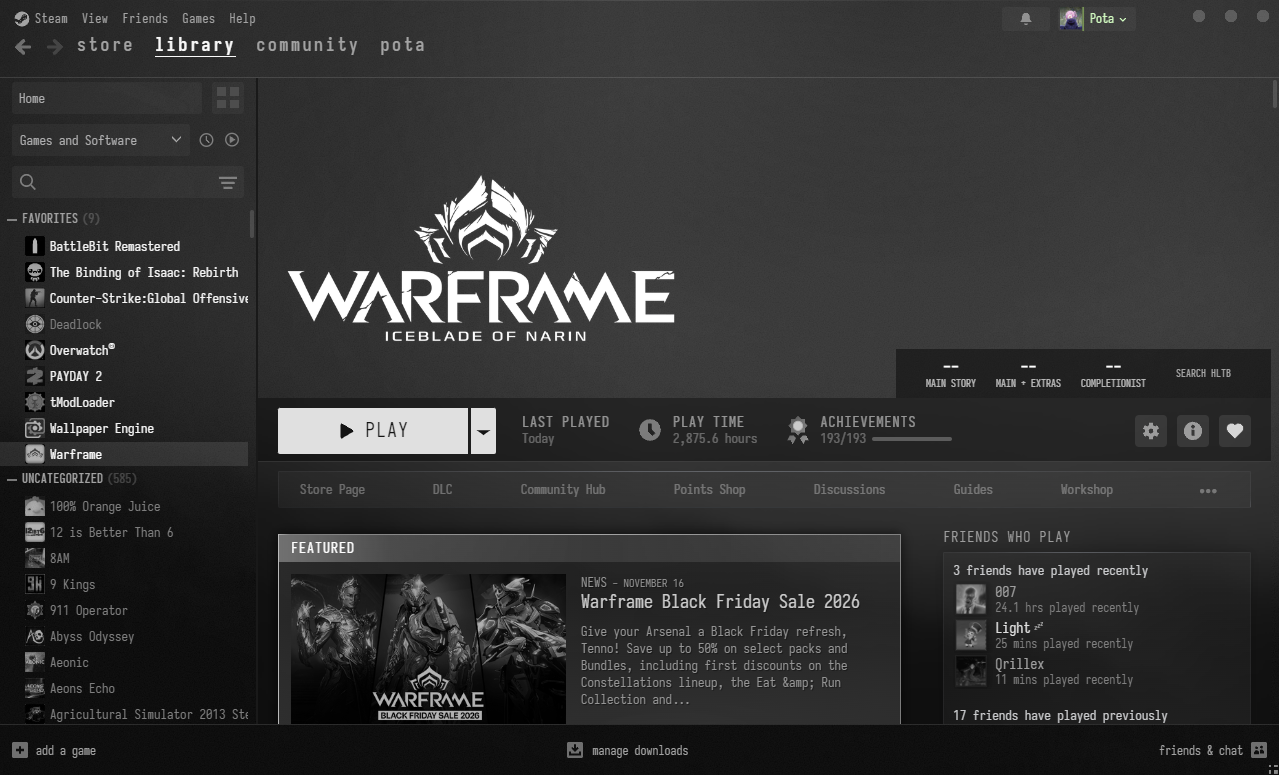 Steam View Friends Games Help
Pota
store library community pota
Home
Games and Software
FAVORITES (9)
BattleBit Remastered
The Binding of Isaac: Rebirth
Counter-Strike:Global Offensive
Deadlock
Overwatch®
PAYDAY 2
tModLoader
Wallpaper Engine
Warframe
UNCATEGORIZED (585)
100% Orange Juice
12 is Better Than 6
8AM
9 Kings
911 Operator
Abyss Odyssey
Aeonic
Aeons Echo
Agricultural Simulator 2013 Ste
WARFRAME
ICEBLADE OF NARIN
-- -- --
MAIN STORY MAIN + EXTRAS COMPLETIONIST SEARCH HLTB
PLAY
LAST PLAYED
Today
PLAY TIME
2,875.6 hours
ACHIEVEMENTS
193/193
Store Page DLC Community Hub Points Shop Discussions Guides Workshop
FEATURED
WARFRAME
BLACK FRIDAY SALE 2026
NEWS - NOVEMBER 16
Warframe Black Friday Sale 2026
Give your Arsenal a Black Friday refresh,
Tenno! Save up to 50% on select packs and
Bundles, including first discounts on the
Constellations lineup, the Eat &amp; Run
Collection and...
FRIENDS WHO PLAY
3 friends have played recently
007
24.1 hrs played recently
Light zz
25 mins played recently
Qrillex
11 mins played recently
17 friends have played previously
add a game
manage downloads
friends & chat